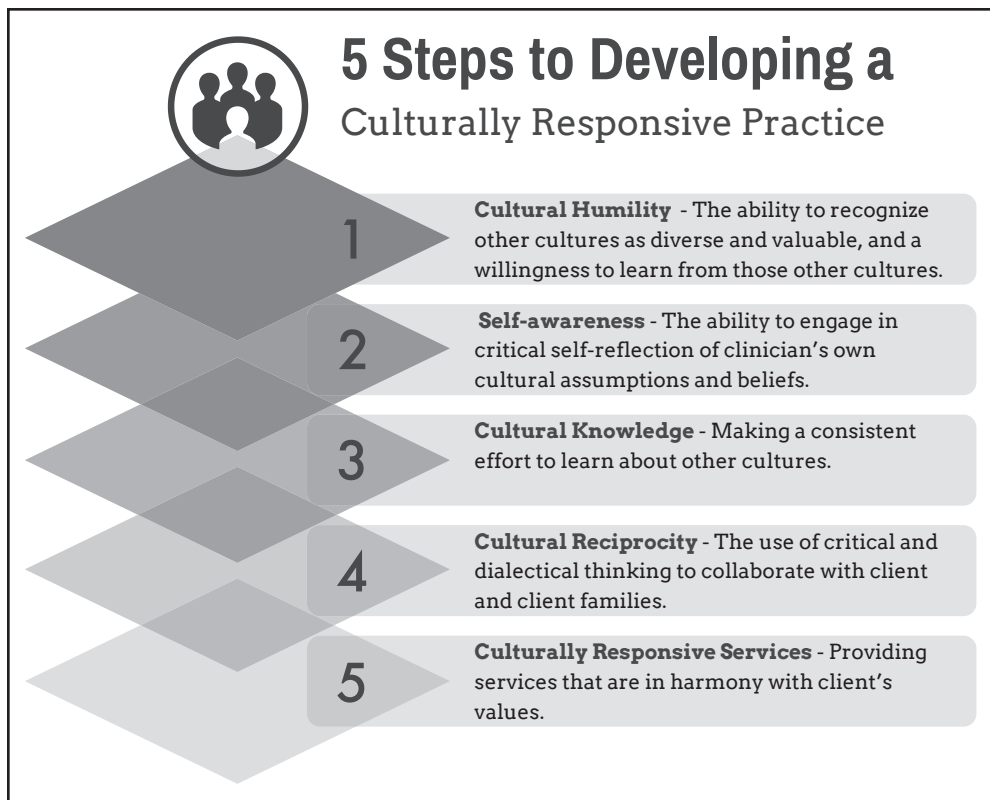 5 Steps to Developing a
Culturally Responsive Practice
1
Cultural Humility - The ability to recognize
other cultures as diverse and valuable, and a
willingness to learn from those other cultures.
2
Self-awareness - The ability to engage in
critical self-reflection of clinician's own
cultural assumptions and beliefs.
3
Cultural Knowledge - Making a consistent
effort to learn about other cultures.
4
Cultural Reciprocity - The use of critical and
dialectical thinking to collaborate with client
and client families.
5
Culturally Responsive Services - Providing
services that are in harmony with client's
values.